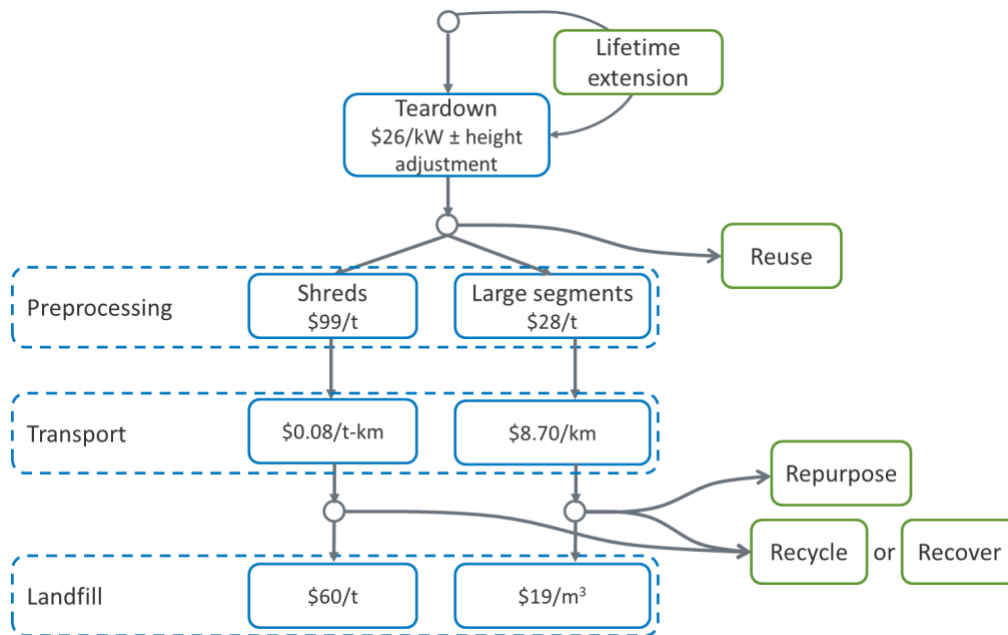 Lifetime
extension
Teardown
$26/kW ± height
adjustment
Reuse
Preprocessing
Shreds
$99/t
Large segments
$28/t
Transport
$0.08/t-km
$8.70/km
Repurpose
Recycle or Recover
Landfill
$60/t
$19/m³